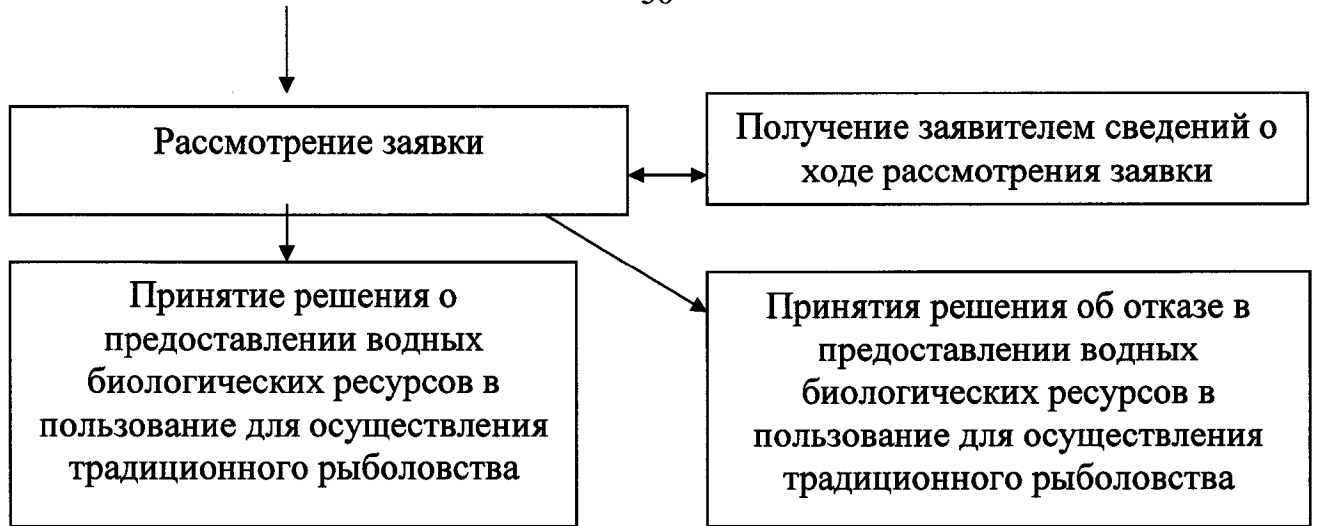 Рассмотрение заявки
Получение заявителем сведений о
ходе рассмотрения заявки
Принятие решения о
предоставлении водных
биологических ресурсов в
пользование для осуществления
традиционного рыболовства
Принятия решения об отказе в
предоставлении водных
биологических ресурсов в
пользование для осуществления
традиционного рыболовства